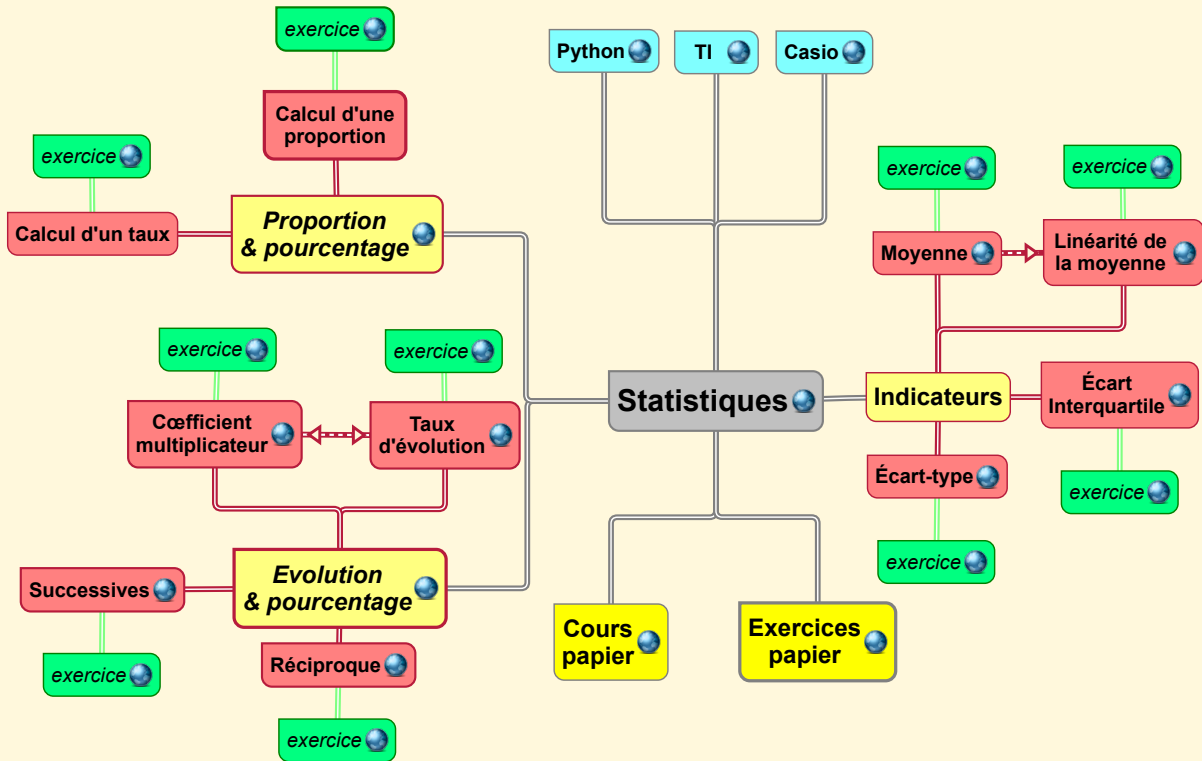 exercice
Python
TI
Casio
Calcul d'une
proportion
exercice
exercice
exercice
Calcul d'un taux
Proportion
& pourcentage
Moyenne
Linéarité de
la moyenne
exercice
exercice
Statistiques
Indicateurs
Écart
Interquartile
Cœfficient
multiplicateur
Taux
d'évolution
Écart-type
exercice
exercice
Successives
Evolution
& pourcentage
Cours
papier
Exercices
papier
exercice
Réciproque
exercice